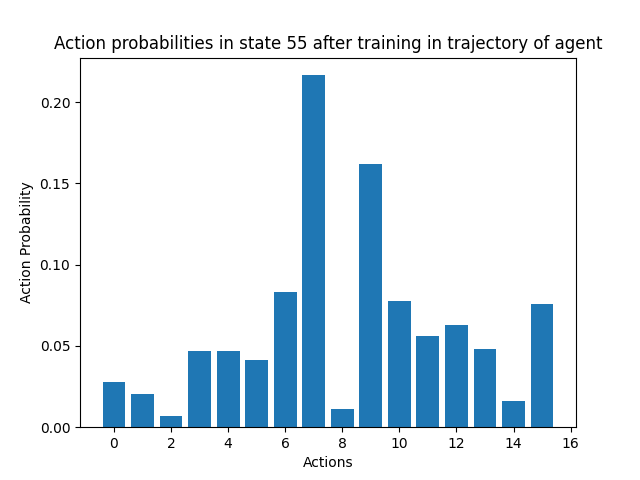 Action probabilities in state 55 after training in trajectory of agent
0.20
0.15
0.10
0.05
0.00
Action Probability
0 2 4 6 8 10 12 14 16
Actions